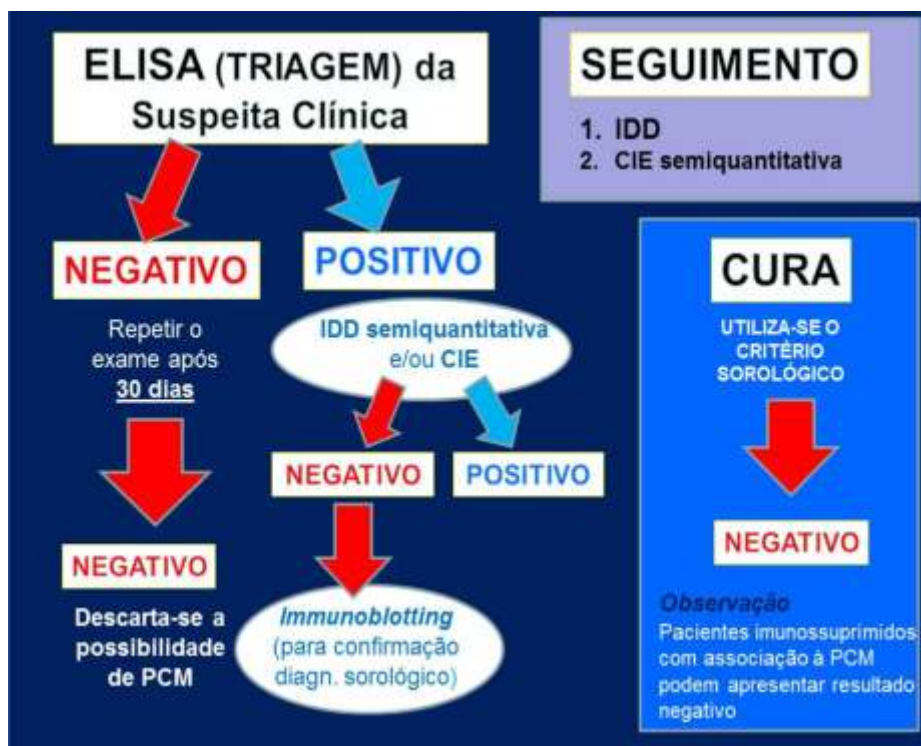 ELISA (TRIAGEM) da
Suspeita Clínica
NEGATIVO
Repetir o
exame após
30 dias
NEGATIVO
Descarta-se a
possibilidade
de PCM
POSITIVO
IDD semiquantitativa
e/ou CIE
NEGATIVO
POSITIVO
Immunoblotting
(para confirmação
diagn. sorológico)
SEGUIMENTO
1. IDD
2. CIE semiquantitativa
CURA
UTILIZA-SE O
CRITÉRIO
SOROLÓGICO
NEGATIVO
Observação
Pacientes imunossuprimidos
com associação à PCM
podem apresentar resultado
negativo